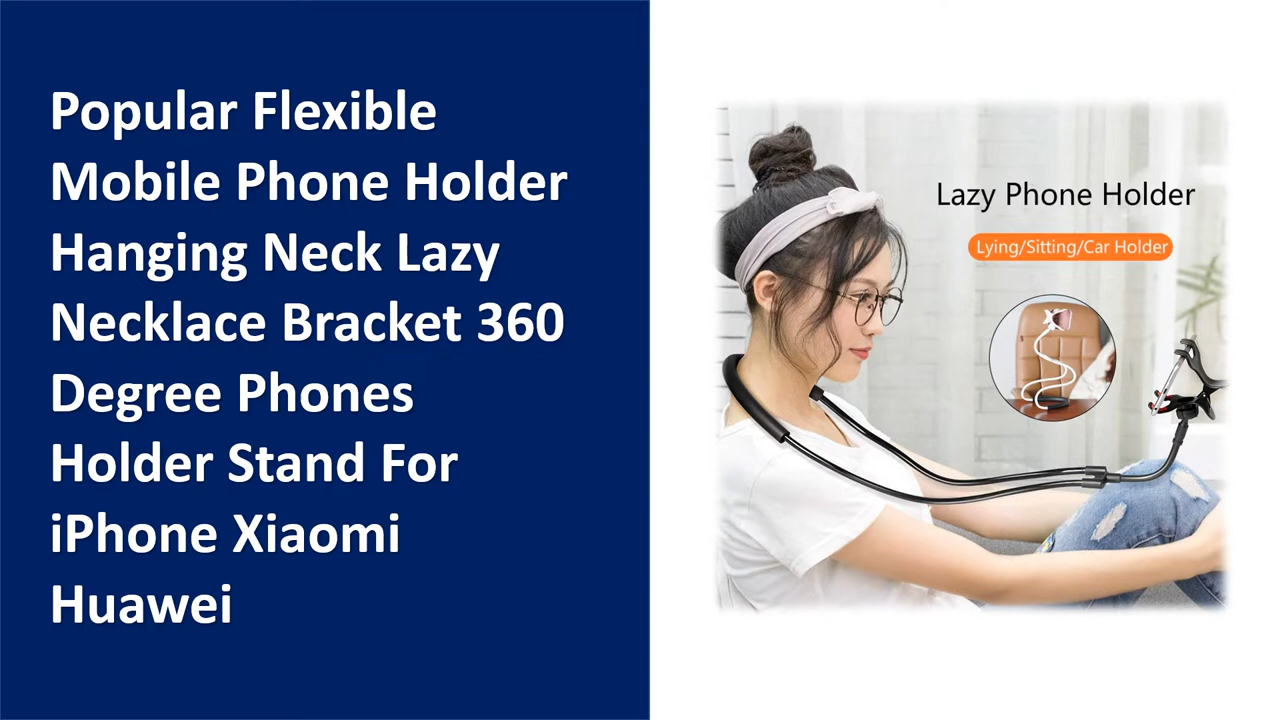 Popular Flexible
Mobile Phone Holder
Hanging Neck Lazy
Necklace Bracket 360
Degree Phones
Holder Stand For
iPhone Xiaomi
Huawei
Lazy Phone Holder
Lying/Sitting/Car Holder